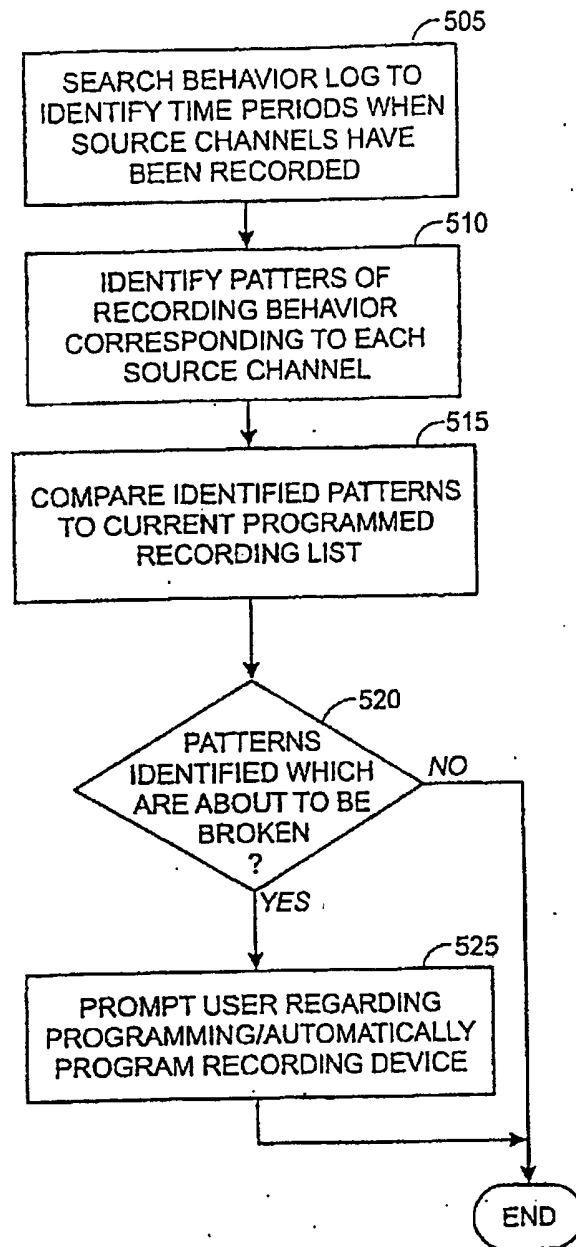 505
SEARCH BEHAVIOR LOG TO
IDENTIFY TIME PERIODS WHEN
SOURCE CHANNELS HAVE
BEEN RECORDED
510
IDENTIFY PATTERS OF
RECORDING BEHAVIOR
CORRESPONDING TO EACH
SOURCE CHANNEL
515
COMPARE IDENTIFIED PATTERNS
TO CURRENT PROGRAMMED
RECORDING LIST
520
PATTERNS
IDENTIFIED WHICH
ARE ABOUT TO BE
BROKEN
?
NO
YES
525
PROMPT USER REGARDING
PROGRAMMING/AUTOMATICALLY
PROGRAM RECORDING DEVICE
END